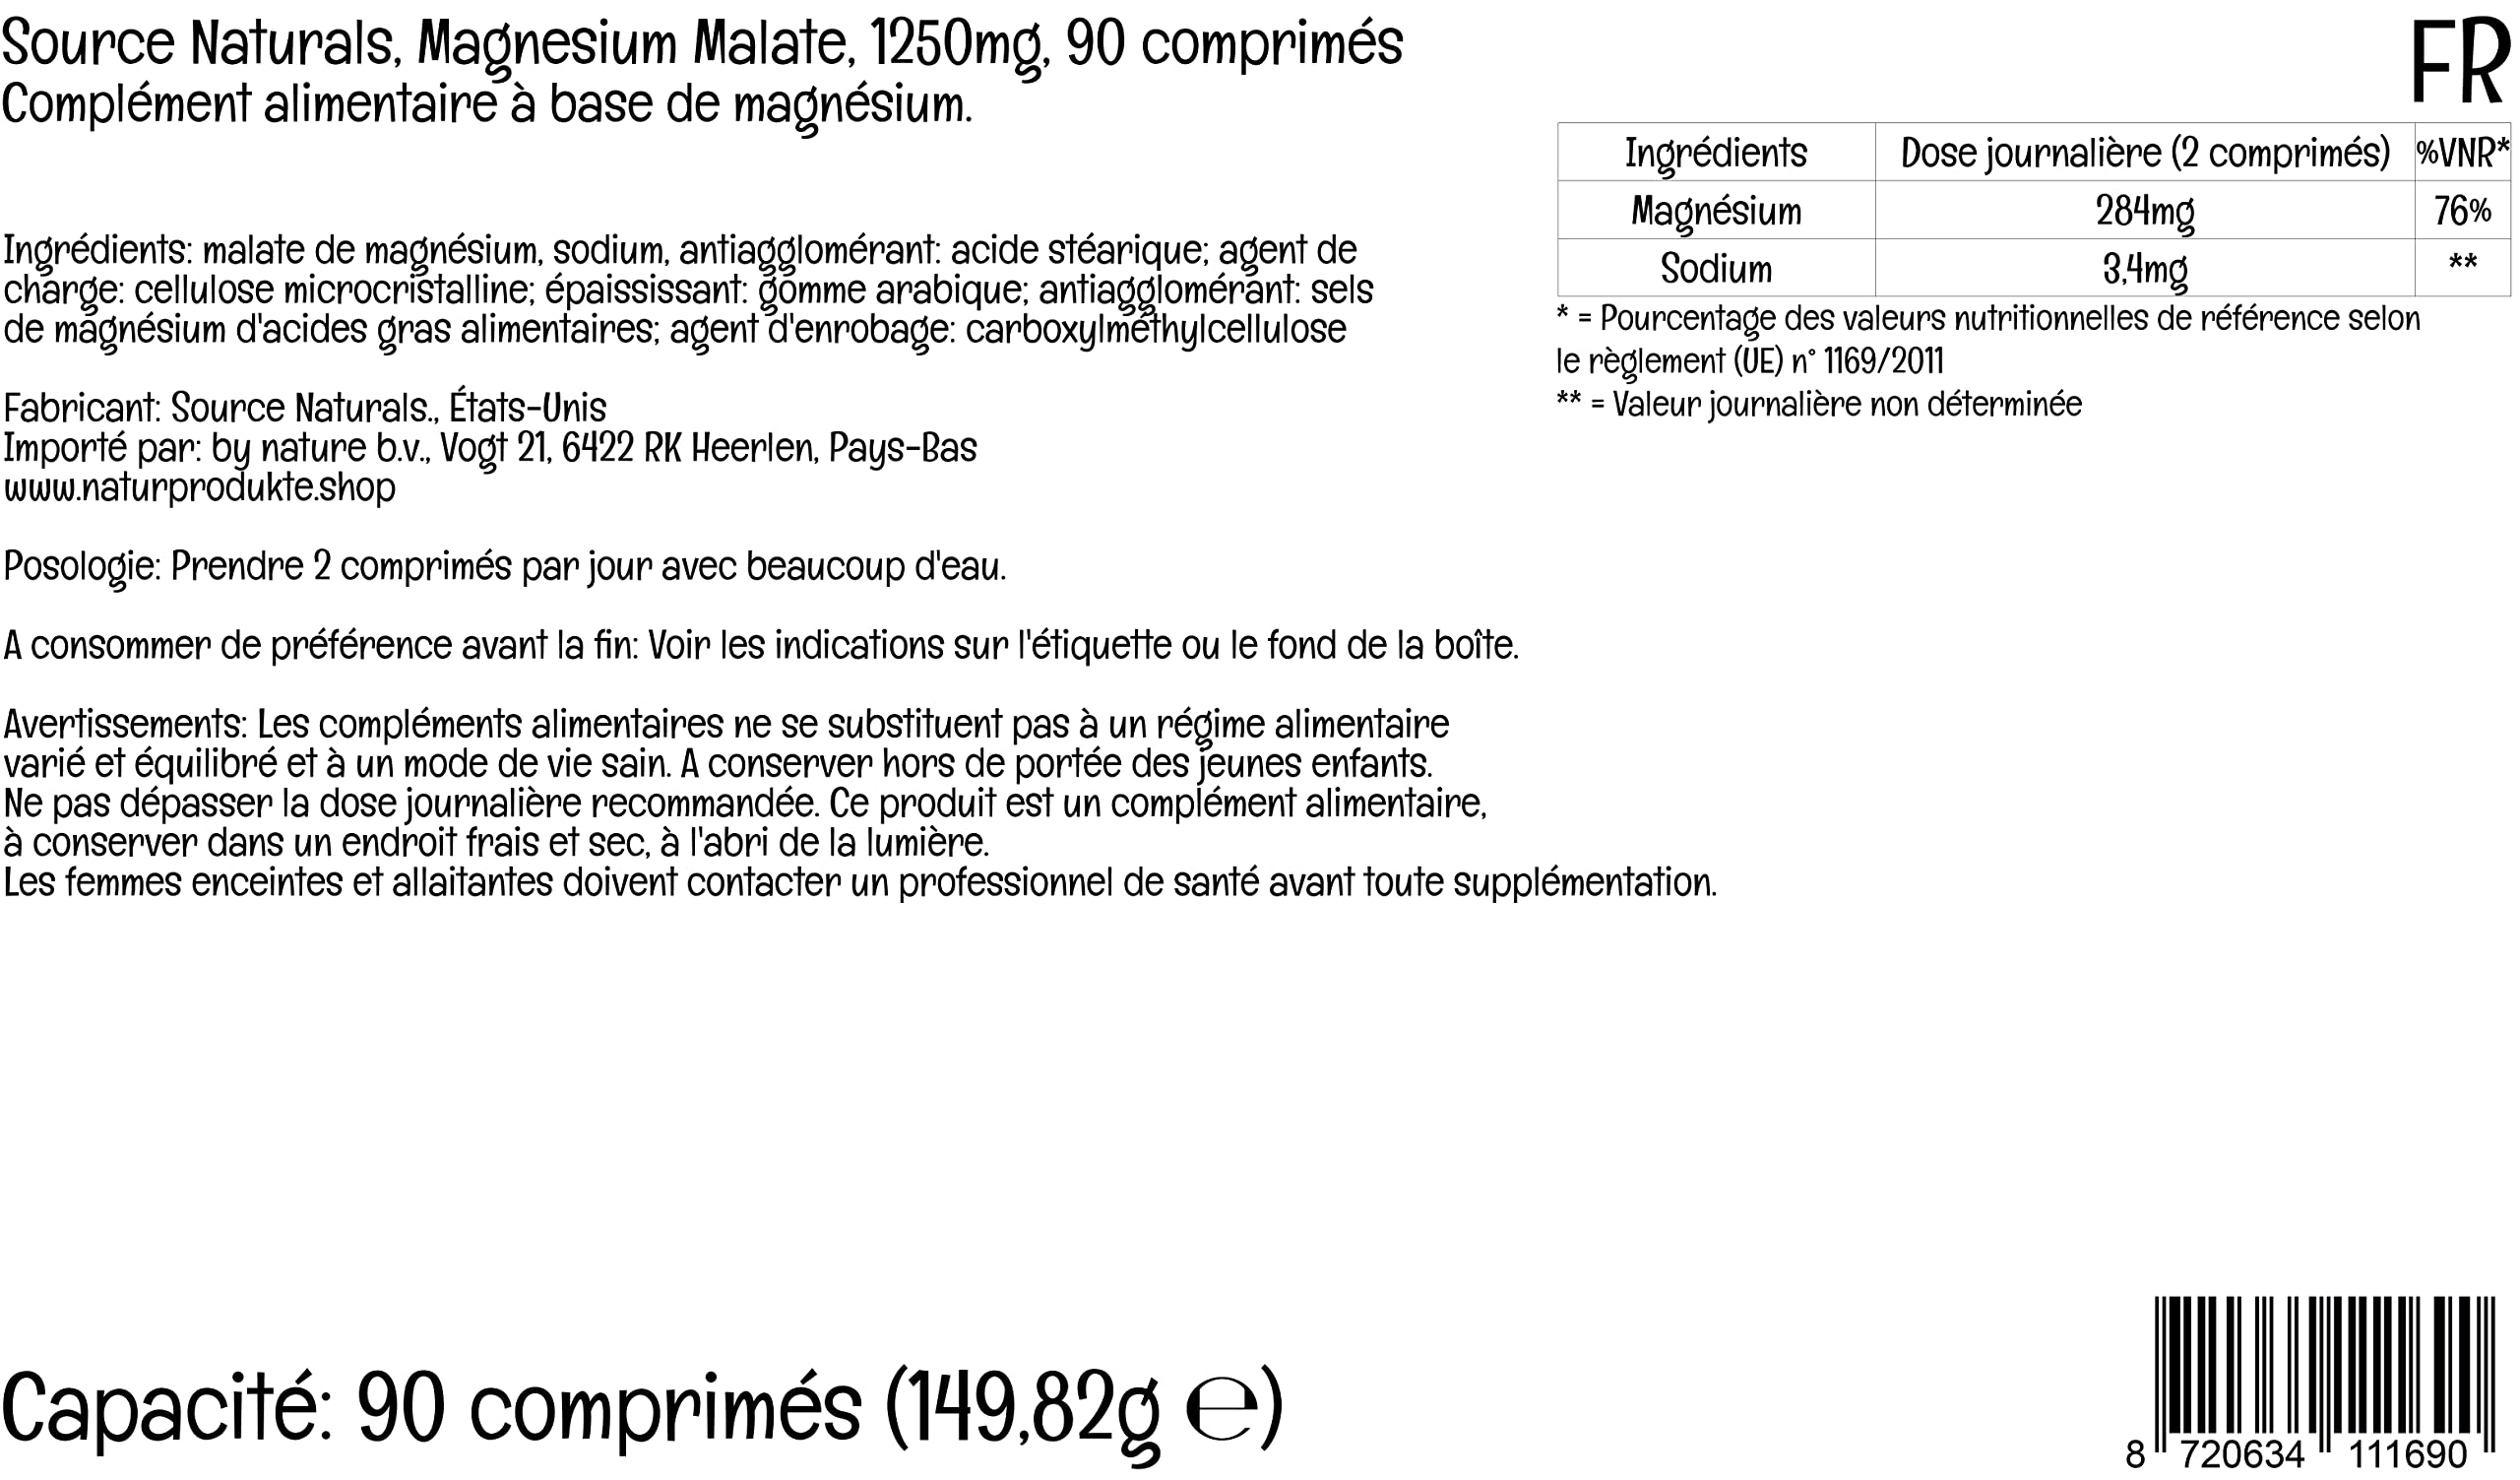 Source Naturals, Magnesium Malate, 1250mg, 90 comprimés
Complément alimentaire à base de magnésium.
FR
Ingrédients Dose journalière (2 comprimés) %VNR*
Magnésium 284mg 76%
Sodium 3,4mg **
* = Pourcentage des valeurs nutritionnelles de référence selon
le règlement (UE) n° 1169/2011
** = Valeur journalière non déterminée
Ingrédients: malate de magnésium, sodium, antiagglomérant: acide stéarique; agent de
charge: cellulose microcristalline; épaississant: gomme arabique; antiagglomérant: sels
de magnésium d'acides gras alimentaires; agent d'enrobage: carboxylméthylcellulose
Fabricant: Source Naturals., États-Unis
Importé par: by nature b.v., Vogt 21, 6422 RK Heerlen, Pays-Bas
www.naturprodukte.shop
Posologie: Prendre 2 comprimés par jour avec beaucoup d'eau.
A consommer de préférence avant la fin: Voir les indications sur l'étiquette ou le fond de la boîte.
Avertissements: Les compléments alimentaires ne se substituent pas à un régime alimentaire
varié et équilibré et à un mode de vie sain. A conserver hors de portée des jeunes enfants.
Ne pas dépasser la dose journalière recommandée. Ce produit est un complément alimentaire,
à conserver dans un endroit frais et sec, à l'abri de la lumière.
Les femmes enceintes et allaitantes doivent contacter un professionnel de santé avant toute supplémentation.
Capacité: 90 comprimés (149,82g ℮)
8 720634 111690